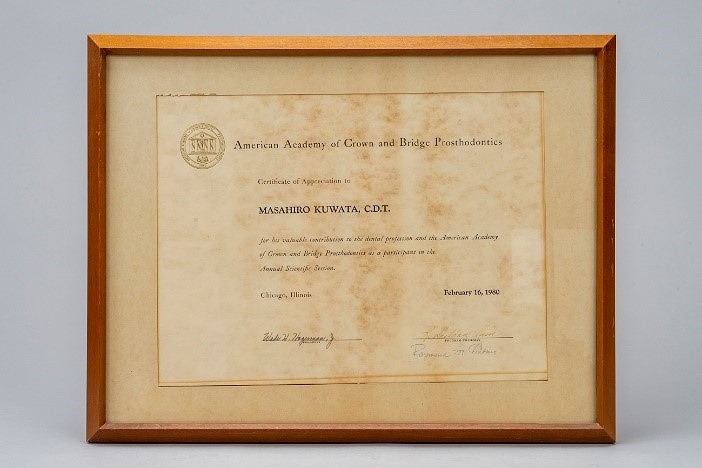 American Academy of Crown and Bridge Prosthodontics
Certificate of Appreciation to
MASAHIRO KUWATA, C.D.T.
for his valuable contribution to the dental profession and the American Academy
of Crown and Bridge Prosthodontics as a participant in the
Annual Scientific Session.
Chicago, Illinois
February 16, 1980